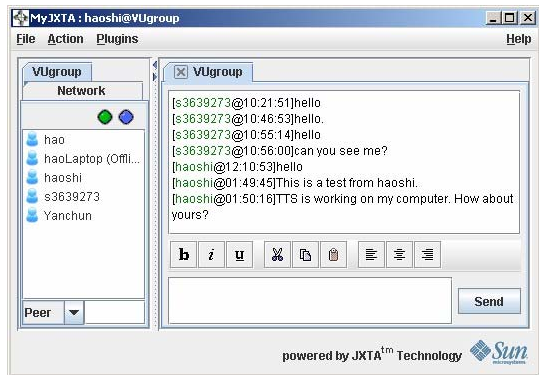 MyJXTA : haoshi@VUgroup
File Action Plugins Help
VUgroup
Network
hao
haoLaptop (Offli...
haoshi
s3639273
Yanchun
Peer
VUgroup
[s3639273@10:21:51]hello
[s3639273@10:46:53]hello.
[s3639273@10:55:14]hello
[s3639273@10:56:00]can you see me?
[haoshi@12:10:53]hello
[haoshi@01:49:45]This is a test from haoshi.
[haoshi@01:50:16]TTS is working on my computer. How about
yours?
b i u
Send
powered by JXTAtm Technology
Sun
microsystems